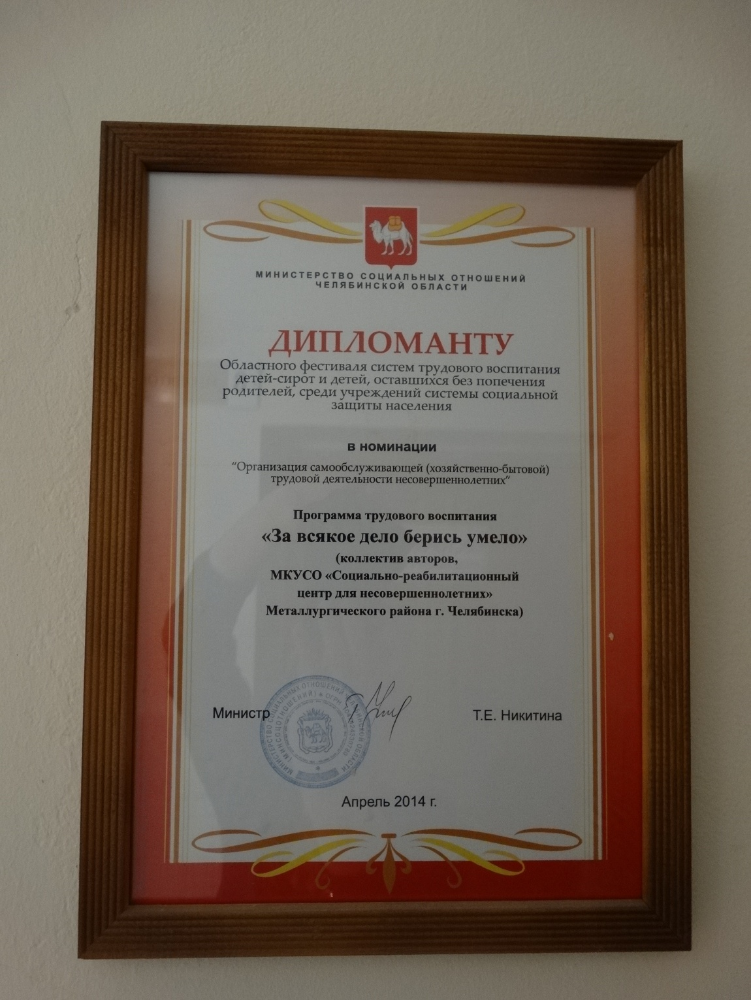 МИНИСТЕРСТВО СОЦИАЛЬНЫХ ОТНОШЕНИЙ
ЧЕЛЯБИНСКОЙ ОБЛАСТИ
ДИПЛОМАНТУ
Областного фестиваля систем трудового воспитания
детей-сирот и детей, оставшихся без попечения
родителей, среди учреждений системы социальной
защиты населения
в номинации
“Организация самообслуживающей (хозяйственно-бытовой)
трудовой деятельности несовершеннолетних”
Программа трудового воспитания
«За всякое дело берись умело»
(коллектив авторов,
МКУСО «Социально-реабилитационный
центр для несовершеннолетних»
Металлургического района г. Челябинска)
Министр
Т.Е. Никитина
МИНИСТЕРСТВО СОЦИАЛЬНЫХ ОТНОШЕНИЙ ЧЕЛЯБИНСКОЙ ОБЛАСТИ
(МИНСОЦОТНОШЕНИЙ) * ОГРН
Апрель 2014 г.